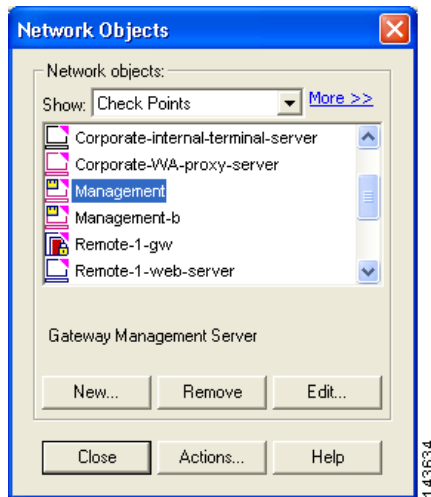 Network Objects
Network objects:
Show: Check Points More >>
Corporate-internal-terminal-server
Corporate-WA-proxy-server
Management
Management-b
Remote-1-gw
Remote-1-web-server
Gateway Management Server
New... Remove Edit...
Close Actions... Help
143634